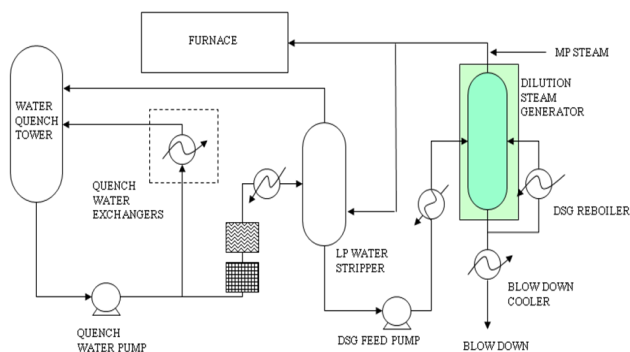 FURNACE
MP STEAM
DILUTION
STEAM
GENERATOR
WATER
QUENCH
TOWER
QUENCH
WATER
EXCHANGERS
DSG REBOILER
LP WATER
STRIPPER
BLOW DOWN
COOLER
QUENCH
WATER PUMP
DSG FEED PUMP
BLOW DOWN